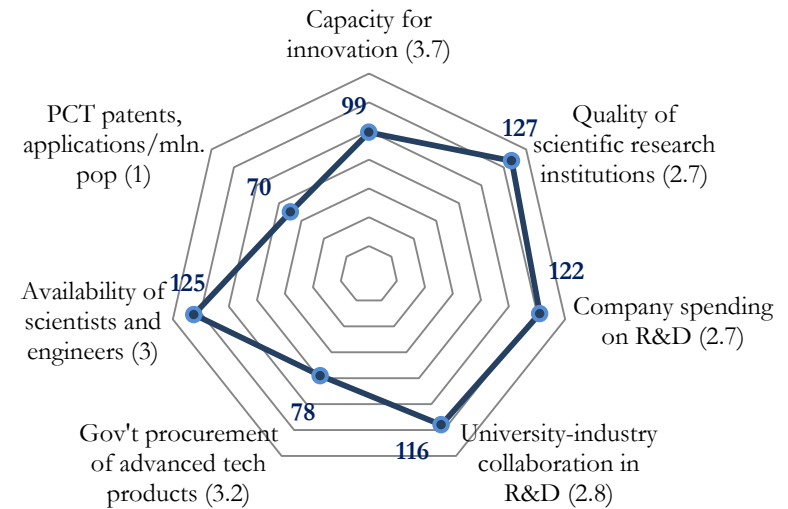 Capacity for
innovation (3.7)
99
127
Quality of
scientific research
institutions (2.7)
122
Company spending
on R&D (2.7)
116
University-industry
collaboration in
R&D (2.8)
78
Gov't procurement
of advanced tech
products (3.2)
125
Availability of
scientists and
engineers (3)
70
PCT patents,
applications/mln.
pop (1)